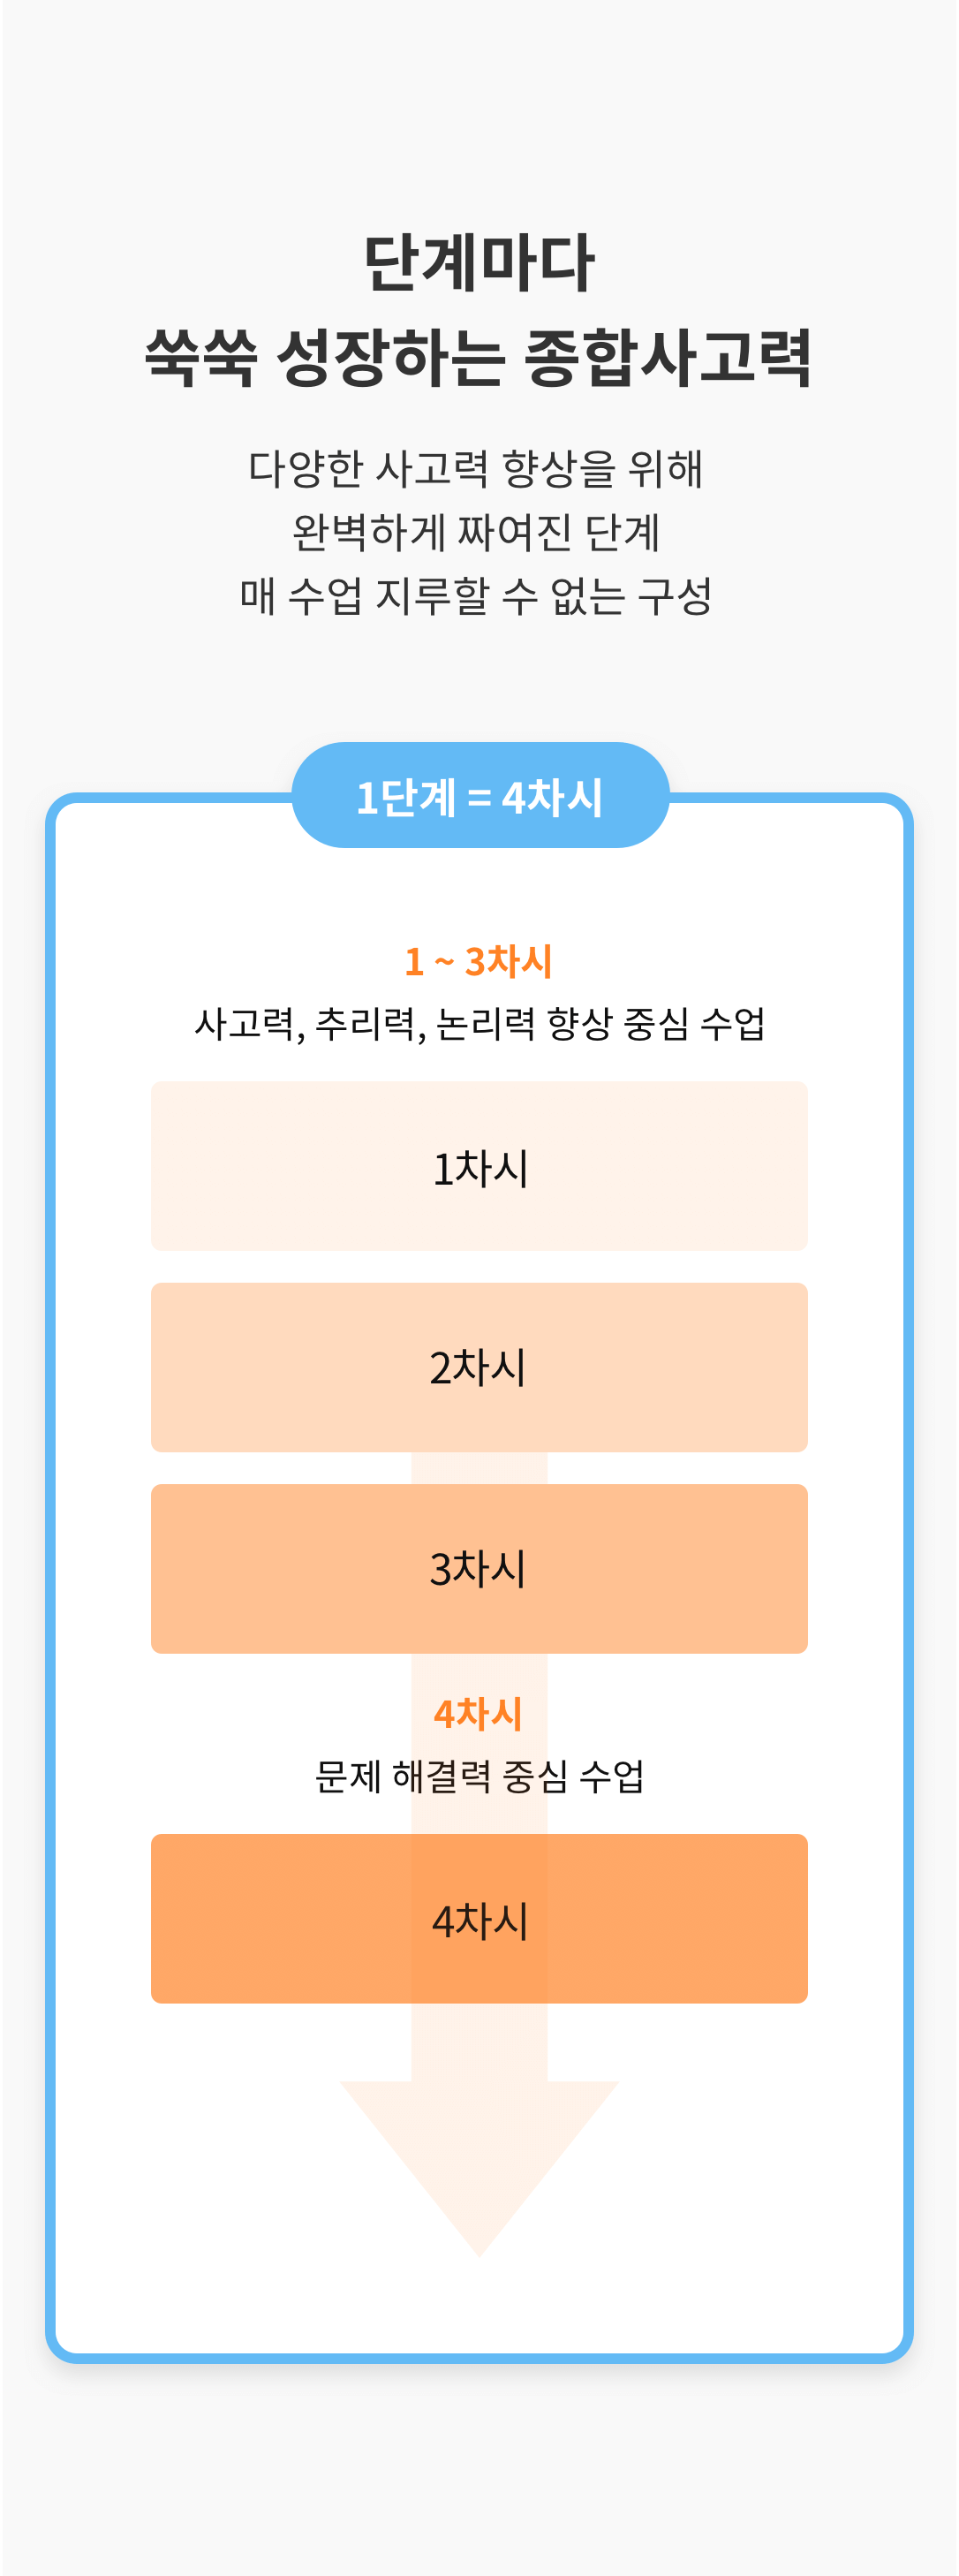 단계마다
쑥쑥 성장하는 종합사고력
다양한 사고력 향상을 위해
완벽하게 짜여진 단계
매 수업 지루할 수 없는 구성
1단계 = 4차시
1 ~ 3차시
사고력, 추리력, 논리력 향상 중심 수업
1차시
2차시
3차시
4차시
문제 해결력 중심 수업
4차시